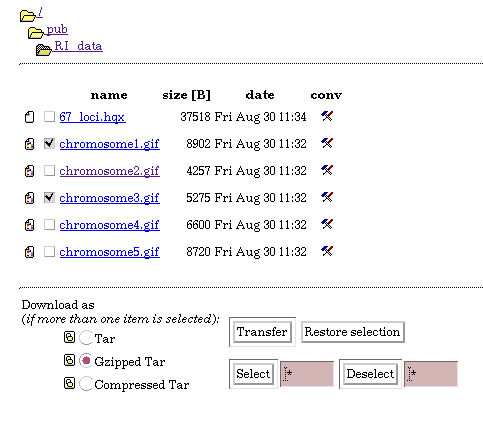 /
pub
RI_data
name size [B] date conv
67_loci.hqx 37518 Fri Aug 30 11:34
chromosome1.gif 8902 Fri Aug 30 11:32
chromosome2.gif 4257 Fri Aug 30 11:32
chromosome3.gif 5275 Fri Aug 30 11:32
chromosome4.gif 6600 Fri Aug 30 11:32
chromosome5.gif 8720 Fri Aug 30 11:32
Download as
(if more than one item is selected):
Tar
Gzipped Tar
Compressed Tar
Transfer Restore selection
Select * Deselect *